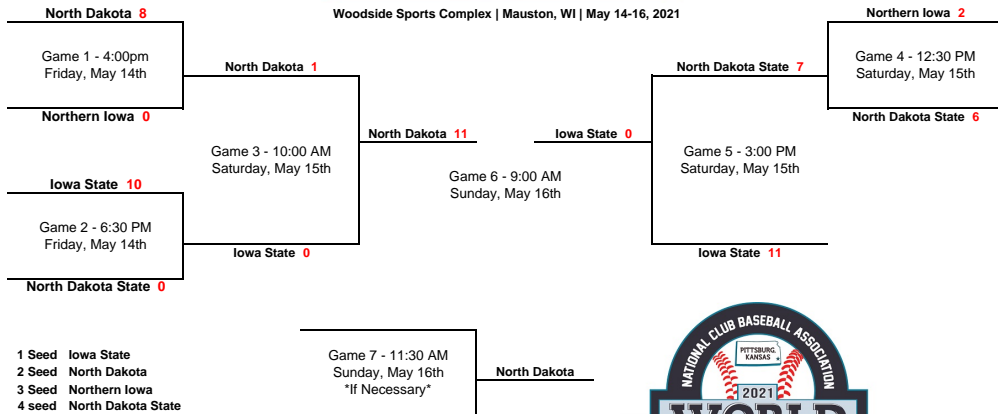 North Dakota 8
Woodside Sports Complex | Mauston, WI | May 14-16, 2021
Northern Iowa 2
Game 1 - 4:00pm
Friday, May 14th
North Dakota 1
North Dakota State 7
Game 4 - 12:30 PM
Saturday, May 15th
Northern Iowa 0
North Dakota State 6
North Dakota 11
Iowa State 0
Game 3 - 10:00 AM
Saturday, May 15th
Game 5 - 3:00 PM
Saturday, May 15th
Game 6 - 9:00 AM
Sunday, May 16th
Iowa State 10
Game 2 - 6:30 PM
Friday, May 14th
Iowa State 0
Iowa State 11
North Dakota State 0
1 Seed Iowa State
2 Seed North Dakota
3 Seed Northern Iowa
4 seed North Dakota State
Game 7 - 11:30 AM
Sunday, May 16th
*If Necessary*
North Dakota
NATIONAL CLUB BASEBALL ASSOCIATION
PITTSBURG,
KANSAS
2021
WORLD